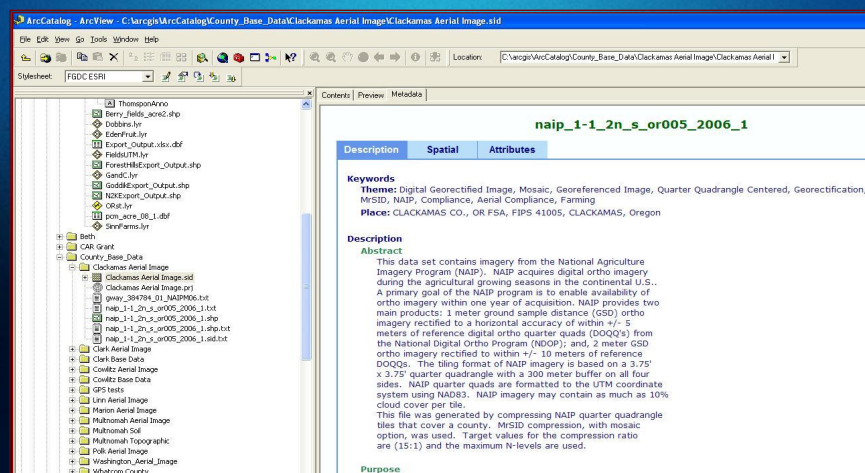 ArcCatalog - ArcView - C:\arcgis\ArcCatalog\County_Base_Data\Clackamas Aerial Image\Clackamas Aerial Image.sid
File Edit View Go Tools Window Help
Location: C:\arcgis\ArcCatalog\County_Base_Data\Clackamas Aerial Image\Clackamas Aerial I
Stylesheet: FGDC ESRI
Contents Preview Metadata
ThomsponAnno
Berry_fields_acre2.shp
Dobbins.lyr
EdenFruit.lyr
Export_Output.xlsx.dbf
FieldsUTM.lyr
ForestHillsExport_Output.shp
GandC.lyr
GoddikExport_Output.shp
N2KExport_Output.shp
ORst.lyr
pcm_acre_08_1.dbf
SinnFarms.lyr
Beth
CAR Grant
County_Base_Data
Clackamas Aerial Image
Clackamas Aerial Image.sid
Clackamas Aerial Image.prj
gway_384784_01_NAIPM06.txt
naip_1-1_2n_s_or005_2006_1.txt
naip_1-1_2n_s_or005_2006_1.shp
naip_1-1_2n_s_or005_2006_1.shp.txt
naip_1-1_2n_s_or005_2006_1.sid.txt
Clark Aerial Image
Clark Base Data
Cowlitz Aerial Image
Cowlitz Base Data
GPS tests
Linn Aerial Image
Marion Aerial Image
Multnomah Aerial Image
Multnomah Soil
Multnomah Topographic
Polk Aerial Image
Washington_Aerial_Image
Whatcom County
naip_1-1_2n_s_or005_2006_1
Description Spatial Attributes
Keywords
Theme: Digital Georectified Image, Mosaic, Georeferenced Image, Quarter Quadrangle Centered, Georectification,
MrSID, NAIP, Compliance, Aerial Compliance, Farming
Place: CLACKAMAS CO., OR FSA, FIPS 41005, CLACKAMAS, Oregon
Description
Abstract
This data set contains imagery from the National Agriculture
Imagery Program (NAIP). NAIP acquires digital ortho imagery
during the agricultural growing seasons in the continental U.S..
A primary goal of the NAIP program is to enable availability of
ortho imagery within one year of acquisition. NAIP provides two
main products: 1 meter ground sample distance (GSD) ortho
imagery rectified to a horizontal accuracy of within +/- 5
meters of reference digital ortho quarter quads (DOQQ's) from
the National Digital Ortho Program (NDOP); and, 2 meter GSD
ortho imagery rectified to within +/- 10 meters of reference
DOQQs. The tiling format of NAIP imagery is based on a 3.75'
x 3.75' quarter quadrangle with a 300 meter buffer on all four
sides. NAIP quarter quads are formatted to the UTM coordinate
system using NAD83. NAIP imagery may contain as much as 10%
cloud cover per tile.
This file was generated by compressing NAIP quarter quadrangle
tiles that cover a county. MrSID compression, with mosaic
option, was used. Target values for the compression ratio
are (15:1) and the maximum N-levels are used.
Purpose